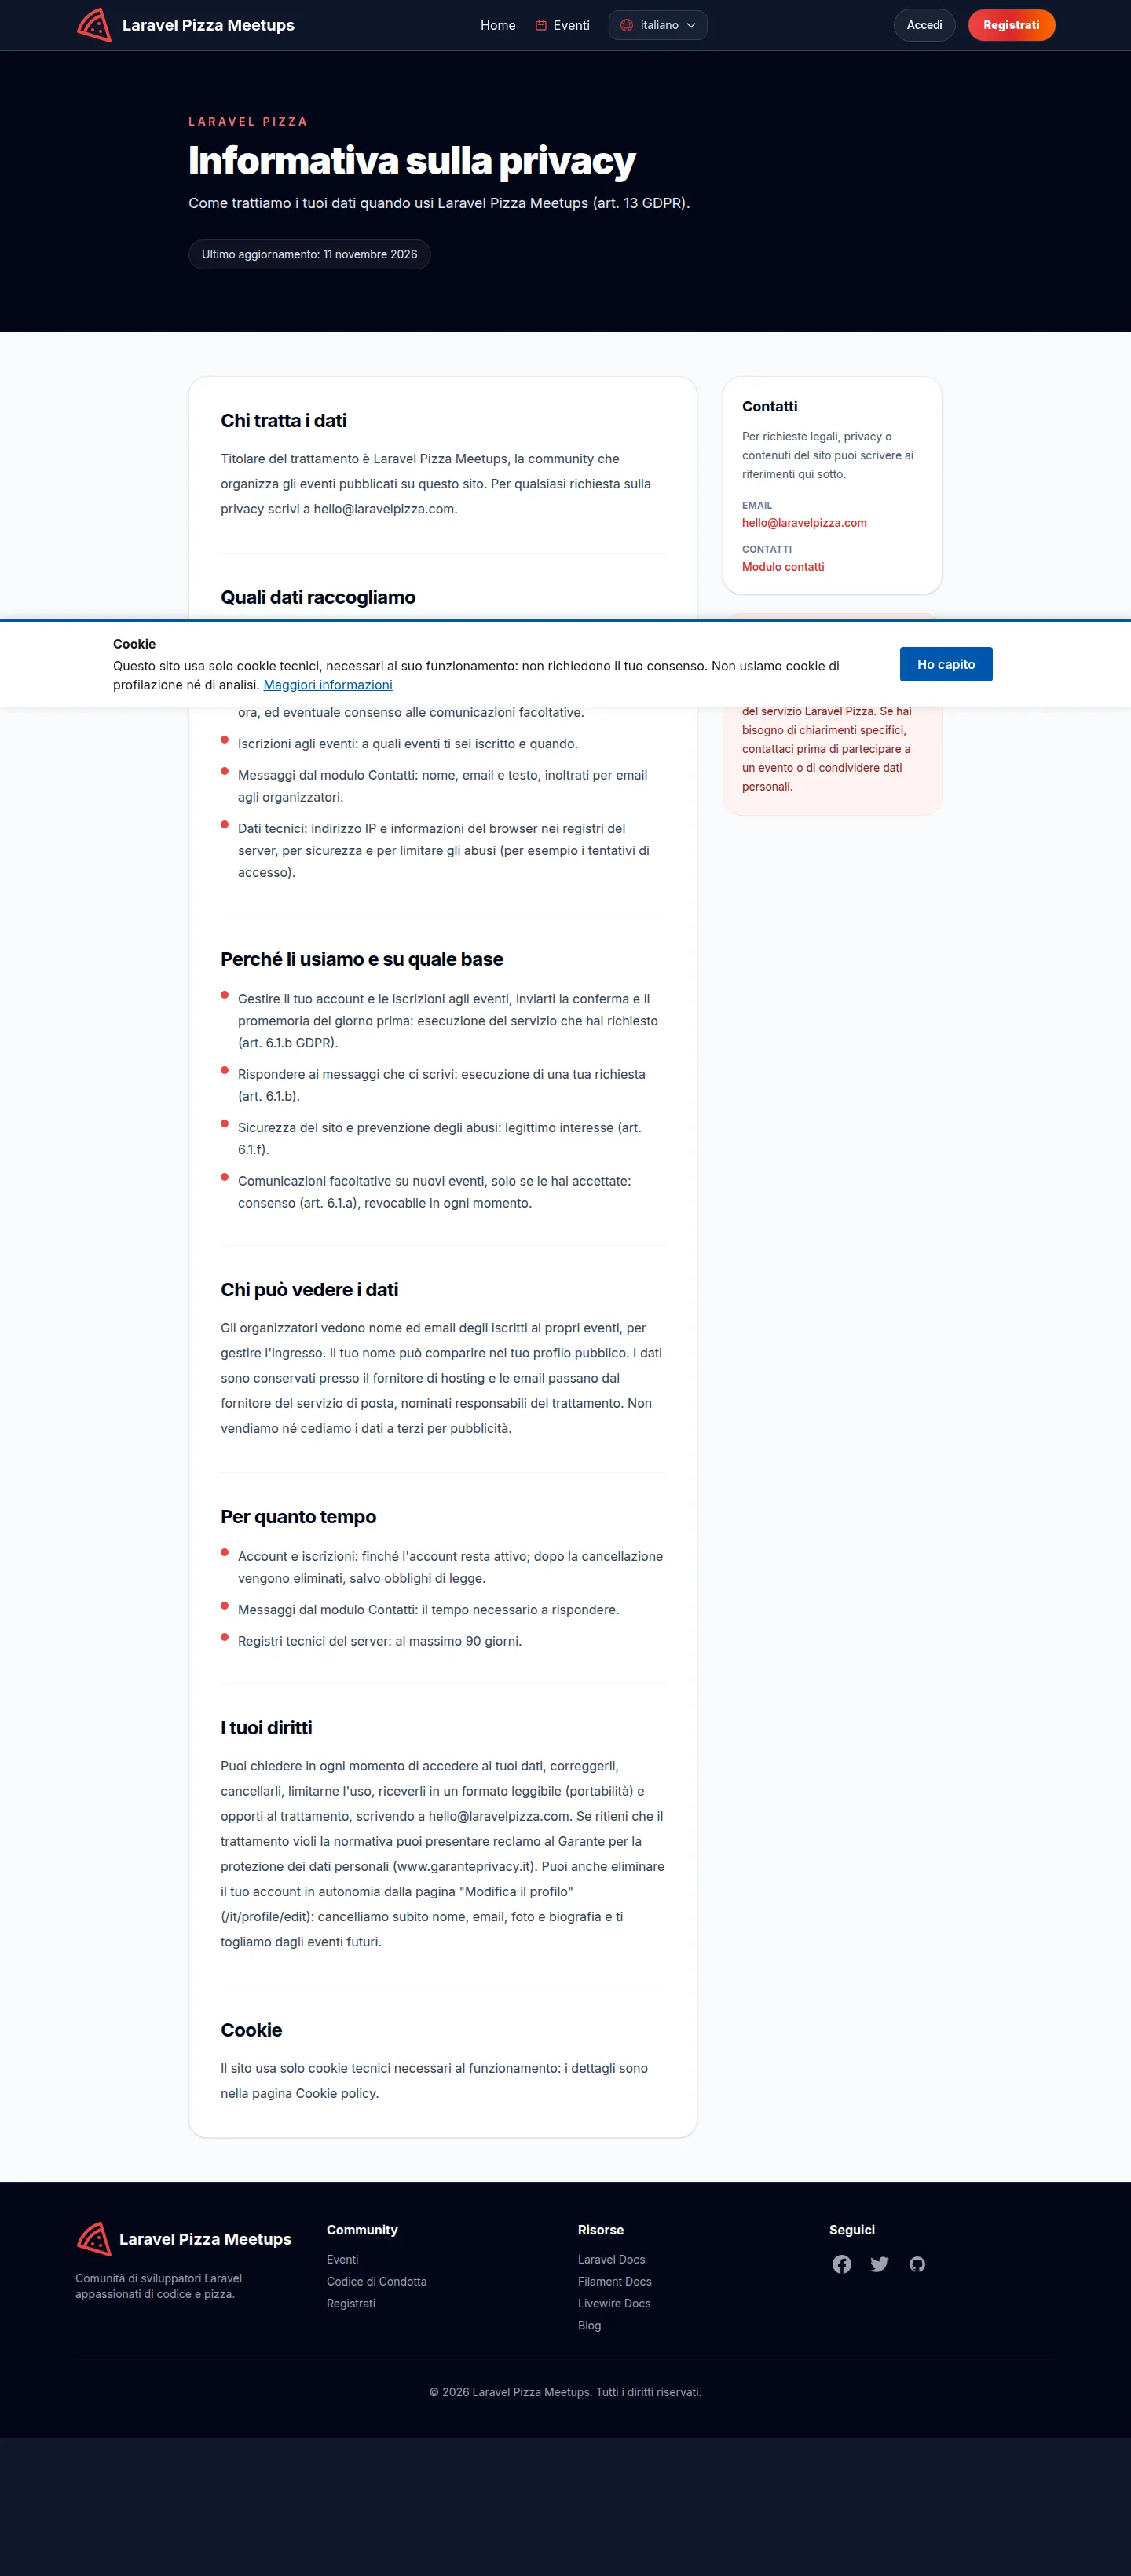 Laravel Pizza Meetups
Home
Eventi
italiano
Accedi
Registrati
LARAVEL PIZZA
Informativa sulla privacy
Come trattiamo i tuoi dati quando usi Laravel Pizza Meetups (art. 13 GDPR).
Ultimo aggiornamento: 11 novembre 2026
Chi tratta i dati
Titolare del trattamento è Laravel Pizza Meetups, la community che
organizza gli eventi pubblicati su questo sito. Per qualsiasi richiesta sulla
privacy scrivi a hello@laravelpizza.com.
Quali dati raccogliamo
Contatti
Per richieste legali, privacy o
contenuti del sito puoi scrivere ai
riferimenti qui sotto.
EMAIL
hello@laravelpizza.com
CONTATTI
Modulo contatti
Cookie
Questo sito usa solo cookie tecnici, necessari al suo funzionamento: non richiedono il tuo consenso. Non usiamo cookie di
profilazione né di analisi. Maggiori informazioni
Ho capito
ora, ed eventuale consenso alle comunicazioni facoltative.
Iscrizioni agli eventi: a quali eventi ti sei iscritto e quando.
Messaggi dal modulo Contatti: nome, email e testo, inoltrati per email
agli organizzatori.
Dati tecnici: indirizzo IP e informazioni del browser nei registri del
server, per sicurezza e per limitare gli abusi (per esempio i tentativi di
accesso).
del servizio Laravel Pizza. Se hai
bisogno di chiarimenti specifici,
contattaci prima di partecipare a
un evento o di condividere dati
personali.
Perché li usiamo e su quale base
Gestire il tuo account e le iscrizioni agli eventi, inviarti la conferma e il
promemoria del giorno prima: esecuzione del servizio che hai richiesto
(art. 6.1.b GDPR).
Rispondere ai messaggi che ci scrivi: esecuzione di una tua richiesta
(art. 6.1.b).
Sicurezza del sito e prevenzione degli abusi: legittimo interesse (art.
6.1.f).
Comunicazioni facoltative su nuovi eventi, solo se le hai accettate:
consenso (art. 6.1.a), revocabile in ogni momento.
Chi può vedere i dati
Gli organizzatori vedono nome ed email degli iscritti ai propri eventi, per
gestire l'ingresso. Il tuo nome può comparire nel tuo profilo pubblico. I dati
sono conservati presso il fornitore di hosting e le email passano dal
fornitore del servizio di posta, nominati responsabili del trattamento. Non
vendiamo né cediamo i dati a terzi per pubblicità.
Per quanto tempo
Account e iscrizioni: finché l'account resta attivo; dopo la cancellazione
vengono eliminati, salvo obblighi di legge.
Messaggi dal modulo Contatti: il tempo necessario a rispondere.
Registri tecnici del server: al massimo 90 giorni.
I tuoi diritti
Puoi chiedere in ogni momento di accedere ai tuoi dati, correggerli,
cancellarli, limitarne l'uso, riceverli in un formato leggibile (portabilità) e
opporti al trattamento, scrivendo a hello@laravelpizza.com. Se ritieni che il
trattamento violi la normativa puoi presentare reclamo al Garante per la
protezione dei dati personali (www.garanteprivacy.it). Puoi anche eliminare
il tuo account in autonomia dalla pagina "Modifica il profilo"
(/it/profile/edit): cancelliamo subito nome, email, foto e biografia e ti
togliamo dagli eventi futuri.
Cookie
Il sito usa solo cookie tecnici necessari al funzionamento: i dettagli sono
nella pagina Cookie policy.
Laravel Pizza Meetups
Comunità di sviluppatori Laravel
appassionati di codice e pizza.
Community
Eventi
Codice di Condotta
Registrati
Risorse
Laravel Docs
Filament Docs
Livewire Docs
Blog
Seguici
© 2026 Laravel Pizza Meetups. Tutti i diritti riservati.